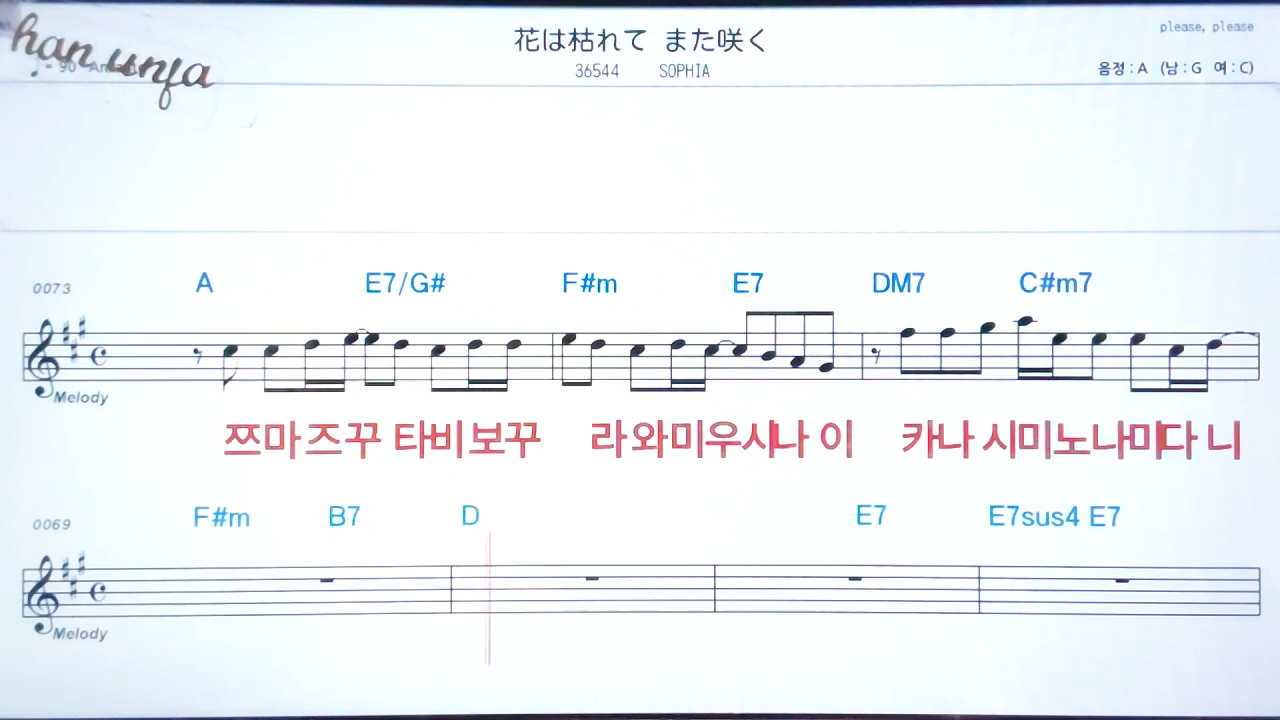 han unja
花は枯れて また咲く
please, please
♩= 90
36544 SOPHIA
음정 : A (남 : G 여 : C)
0073
A E7/G# F#m E7 DM7 C#m7
Melody
쯔마즈꾸 타비보꾸 라와미우시나이 카나시미노나미다니
0069
F#m B7 D E7 E7sus4 E7
Melody